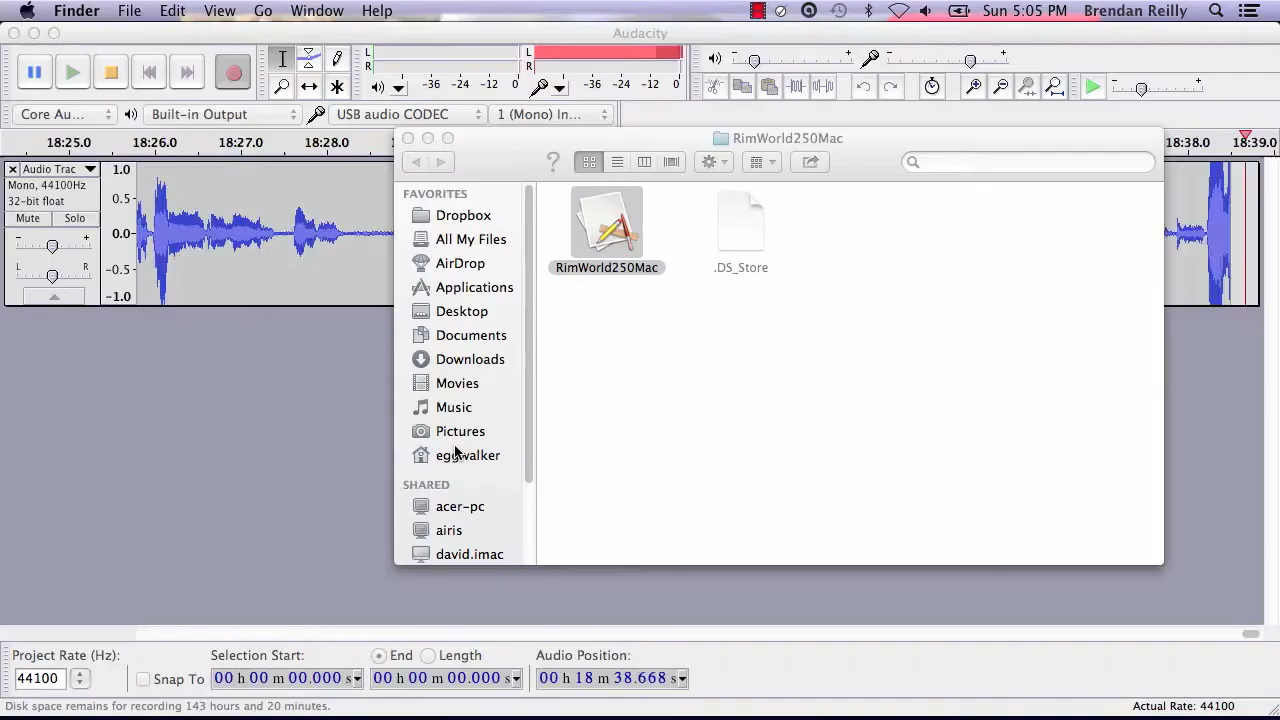 Finder File Edit View Go Window Help Sun 5:05 PM Brendan Reilly
Audacity
L R -36 -24 -12 0 L R -36 -24 -12 0
Core Au... Built-in Output USB audio CODEC 1 (Mono) In...
18:25.0 18:26.0 18:27.0 18:28.0 18:38.0 18:39.0
Audio Trac
Mono, 44100Hz
32-bit float
Mute Solo
- +
L R
1.0
0.5
0.0
-0.5
-1.0
RimWorld250Mac
FAVORITES
Dropbox
All My Files
AirDrop
Applications
Desktop
Documents
Downloads
Movies
Music
Pictures
eggwalker
SHARED
acer-pc
airis
david.imac
RimWorld250Mac .DS_Store
Project Rate (Hz): Selection Start: End Length Audio Position:
44100 Snap To 00 h 00 m 00.000 s 00 h 00 m 00.000 s 00 h 18 m 38.668 s
Disk space remains for recording 143 hours and 20 minutes. Actual Rate: 44100